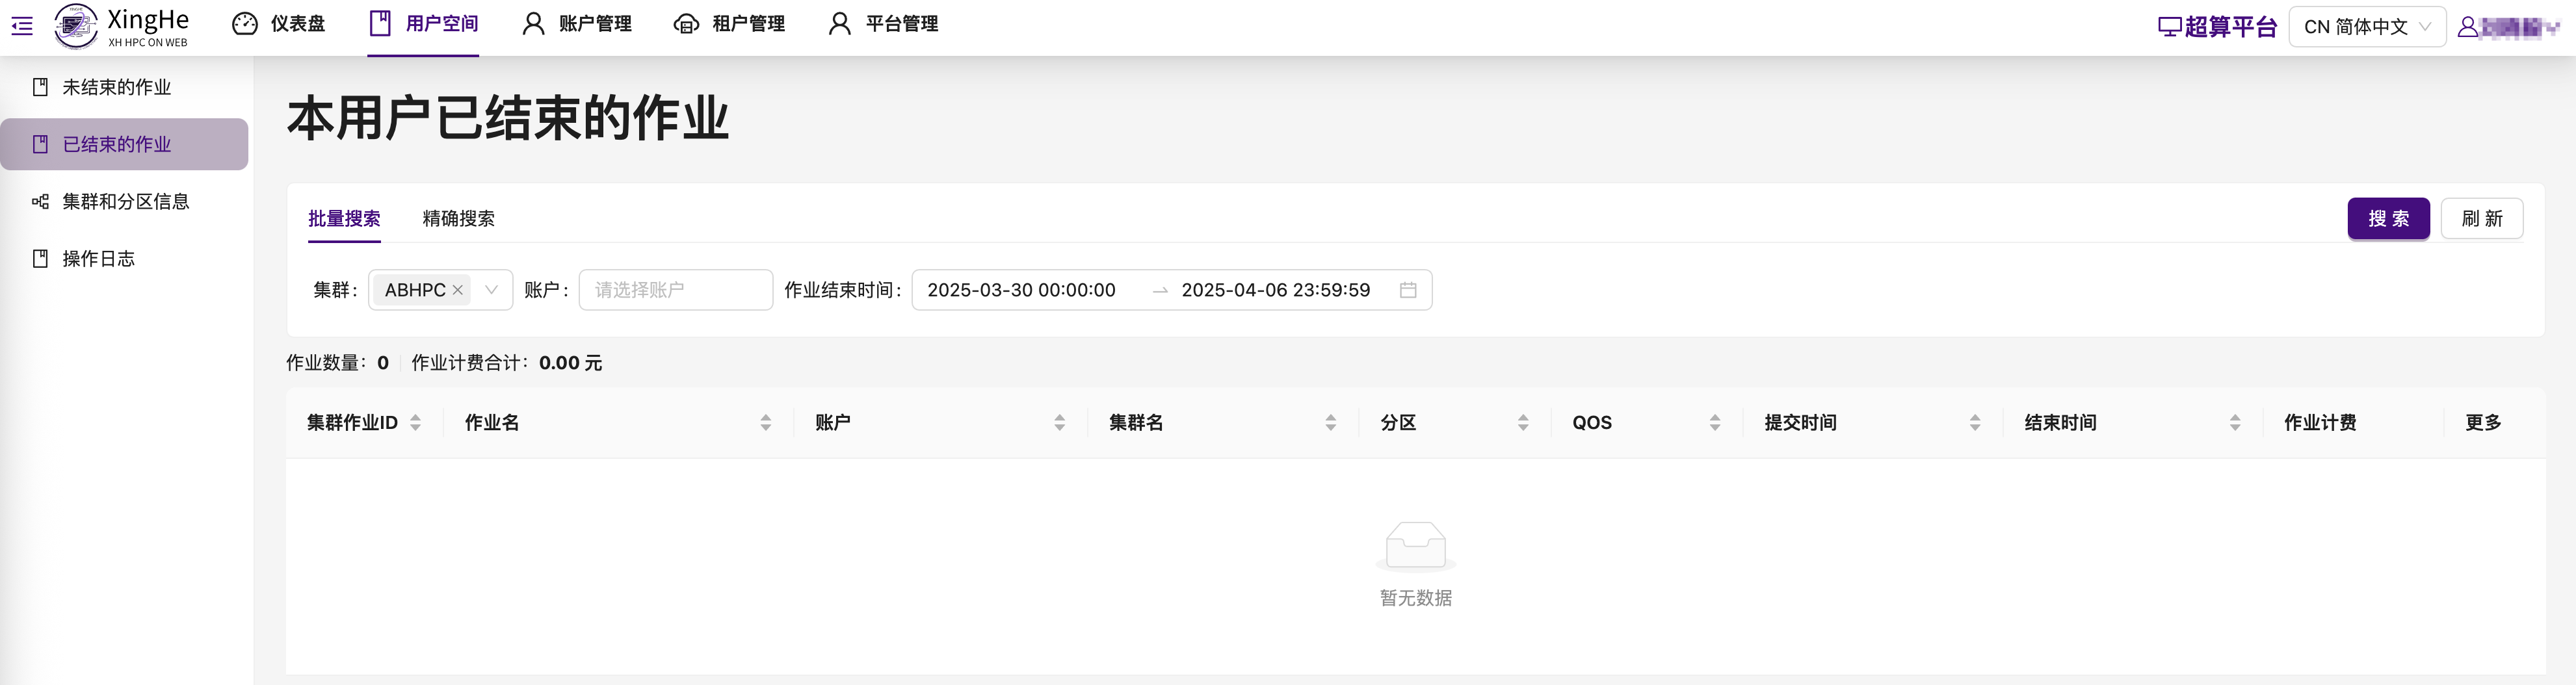 XingHe
XH HPC ON WEB
仪表盘
用户空间
账户管理
租户管理
平台管理
超算平台
CN 简体中文
未结束的作业
已结束的作业
集群和分区信息
操作日志
本用户已结束的作业
批量搜索
精确搜索
搜 索
刷 新
集群: ABHPC
账户: 请选择账户
作业结束时间: 2025-03-30 00:00:00 → 2025-04-06 23:59:59
作业数量: 0 作业计费合计: 0.00 元
集群作业ID 作业名 账户 集群名 分区 QOS 提交时间 结束时间 作业计费 更多
暂无数据